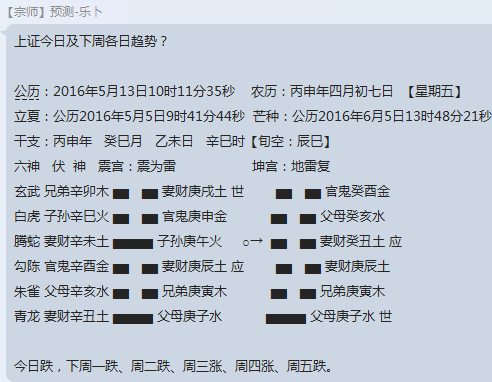 【宗师】预测-乐卜
上证今日及下周各日趋势？
公历：2016年5月13日10时11分35秒 农历：丙申年四月初七日 【星期五】
立夏：公历2016年5月5日9时41分44秒 芒种：公历2016年6月5日13时48分21秒
干支：丙申年 癸巳月 乙未日 辛巳时【旬空：辰巳】
六神 伏 神 震宫：震为雷 坤宫：地雷复
玄武 兄弟辛卯木 妻财庚戌土 世 官鬼癸酉金
白虎 子孙辛巳火 官鬼庚申金 父母癸亥水
腾蛇 妻财辛未土 子孙庚午火 ○→ 妻财癸丑土 应
勾陈 官鬼辛酉金 妻财庚辰土 应 妻财庚辰土
朱雀 父母辛亥水 兄弟庚寅木 兄弟庚寅木
青龙 妻财辛丑土 父母庚子水 父母庚子水 世
今日跌，下周一跌、周二跌、周三涨、周四涨、周五跌。